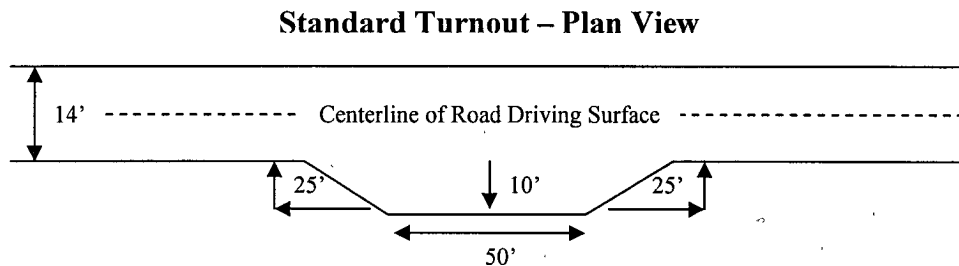 Standard Turnout – Plan View
14’
Centerline of Road Driving Surface
25’
10’
25’
50’